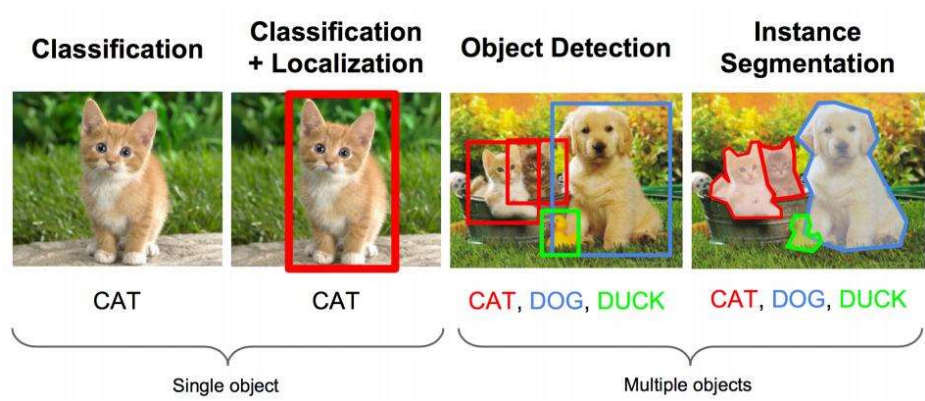 Classification
Classification
+ Localization
Object Detection
Instance
Segmentation
CAT
CAT
CAT, DOG, DUCK
CAT, DOG, DUCK
Single object
Multiple objects